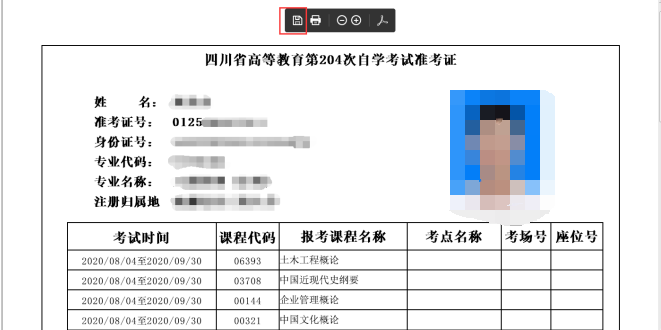 四川省高等教育第204次自学考试准考证
姓 名：
准考证号： 0125
身份证号：
专业代码：
专业名称：
注册归属地
考试时间 课程代码 报考课程名称 考点名称 考场号 座位号
2020/08/04至2020/09/30 06393 土木工程概论
2020/08/04至2020/09/30 03708 中国近现代史纲要
2020/08/04至2020/09/30 00144 企业管理概论
2020/08/04至2020/09/30 00321 中国文化概论